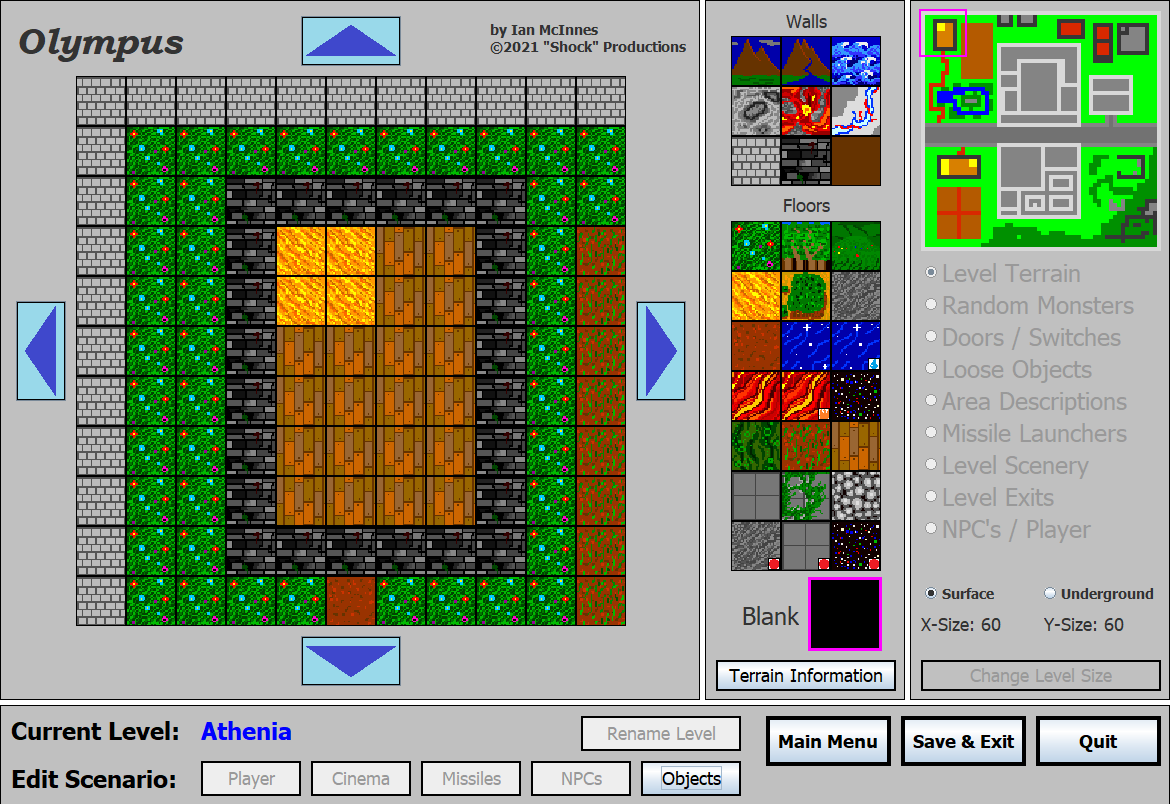 Olympus
by Ian McInnes
©2021 "Shock" Productions
Walls
Floors
Blank
Terrain Information
Level Terrain
Random Monsters
Doors / Switches
Loose Objects
Area Descriptions
Missile Launchers
Level Scenery
Level Exits
NPC's / Player
Surface Underground
X-Size: 60 Y-Size: 60
Change Level Size
Current Level: Athenia
Rename Level
Main Menu Save & Exit Quit
Edit Scenario: Player Cinema Missiles NPCs Objects